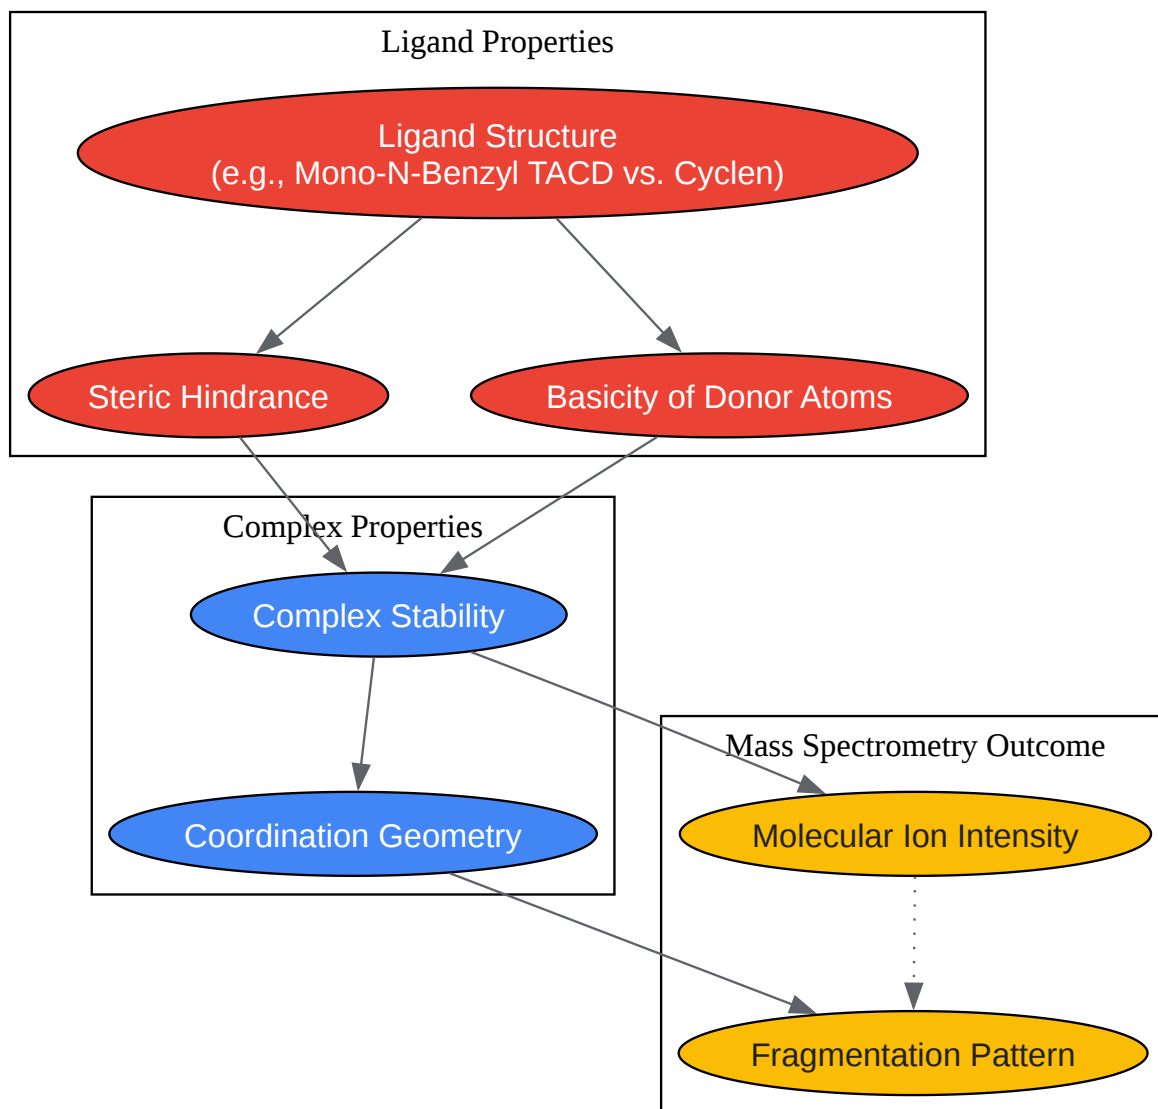 Ligand Properties
Ligand Structure
(e.g., Mono-N-Benzyl TACD vs. Cyclen)
Steric Hindrance
Basicity of Donor Atoms
Complex Properties
Complex Stability
Mass Spectrometry Outcome
Coordination Geometry
Molecular Ion Intensity
Fragmentation Pattern